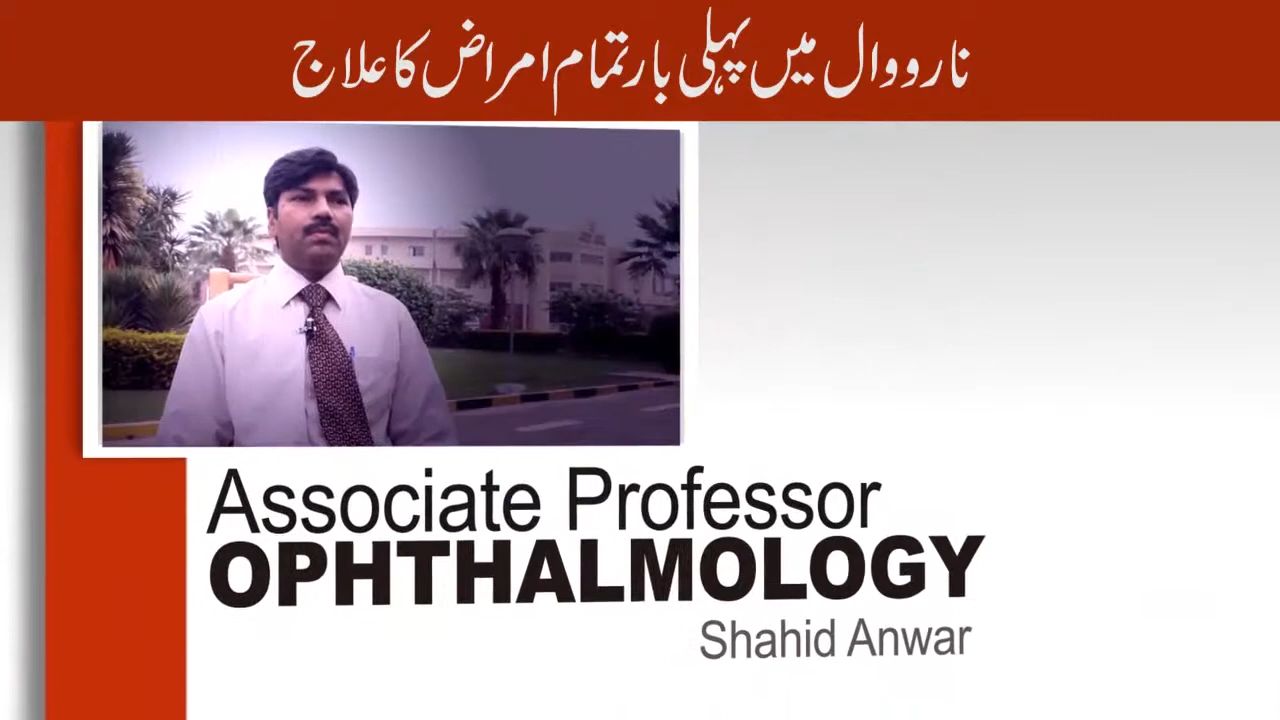 نارووال میں پہلی بار تمام امراض کا علاج
Associate Professor
OPHTHALMOLOGY
Shahid Anwar